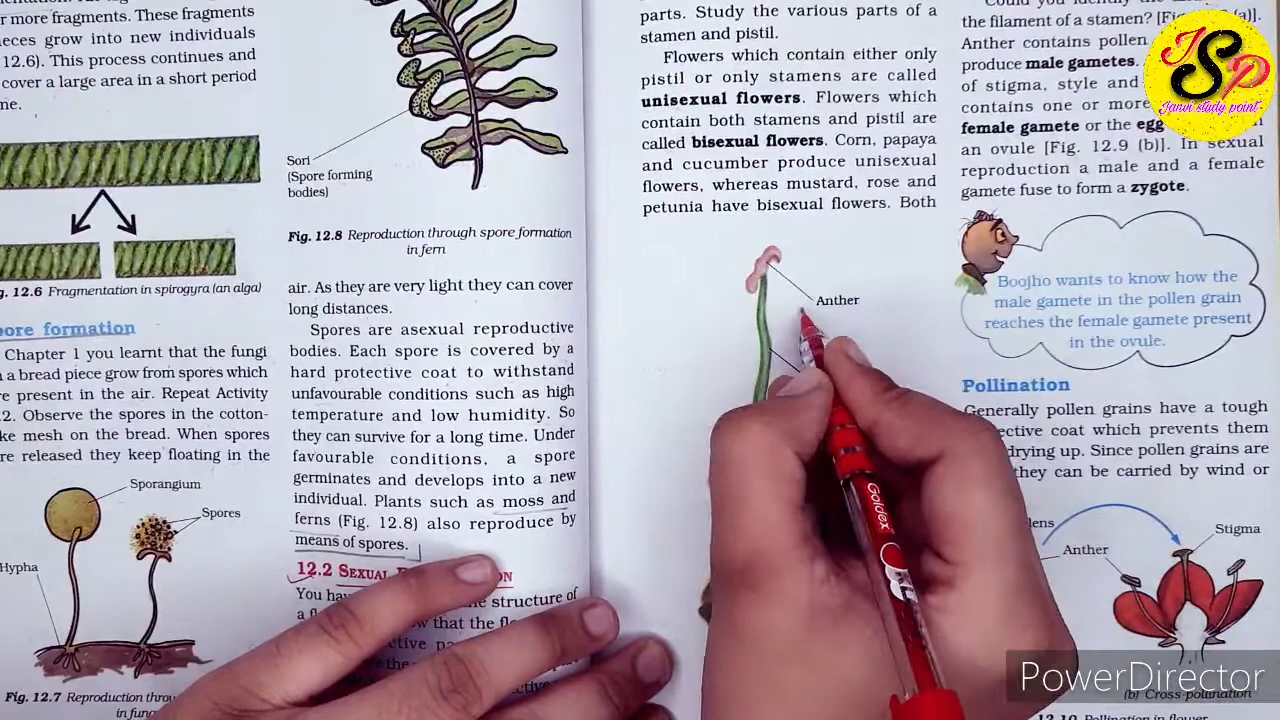 or more fragments. These fragments
ieces grow into new individuals
12.6). This process continues and
cover a large area in a short period
me.
g. 12.6 Fragmentation in spirogyra (an alga)
pore formation
Chapter 1 you learnt that the fungi
a bread piece grow from spores which
re present in the air. Repeat Activity
.2. Observe the spores in the cotton-
ke mesh on the bread. When spores
re released they keep floating in the
Sporangium
Spores
Hypha
Fig. 12.7 Reproduction
in
Sori
(Spore forming
bodies)
Fig. 12.8 Reproduction through spore formation
in fern
air. As they are very light they can cover
long distances.
Spores are asexual reproductive
bodies. Each spore is covered by a
hard protective coat to withstand
unfavourable conditions such as high
temperature and low humidity. So
they can survive for a long time. Under
favourable conditions, a spore
germinates and develops into a new
individual. Plants such as moss and
ferns (Fig. 12.8) also reproduce by
means of spores.
12.2 SEXUAL
You structure of
a that the
parts. Study the various parts of a
stamen and pistil.
Flowers which contain either only
pistil or only stamens are called
unisexual flowers. Flowers which
contain both stamens and pistil are
called bisexual flowers. Corn, papaya
and cucumber produce unisexual
flowers, whereas mustard, rose and
petunia have bisexual flowers. Both
Anther
Goldex
the filament of a stamen? (a)].
Anther contains pollen
produce male gametes.
of stigma, style and
contains one or more
female gamete or the egg
an ovule [Fig. 12.9 (b)]. In sexual
reproduction a male and a female
gamete fuse to form a zygote.
Boojho wants to know how the
male gamete in the pollen grain
reaches the female gamete present
in the ovule.
Pollination
Generally pollen grains have a tough
ective coat which prevents them
drying up. Since pollen grains are
they can be carried by wind or
Anther
Stigma
(b) Cross-pollination
12.10 Pollination in flower
JSP
Janvi study point
PowerDirector